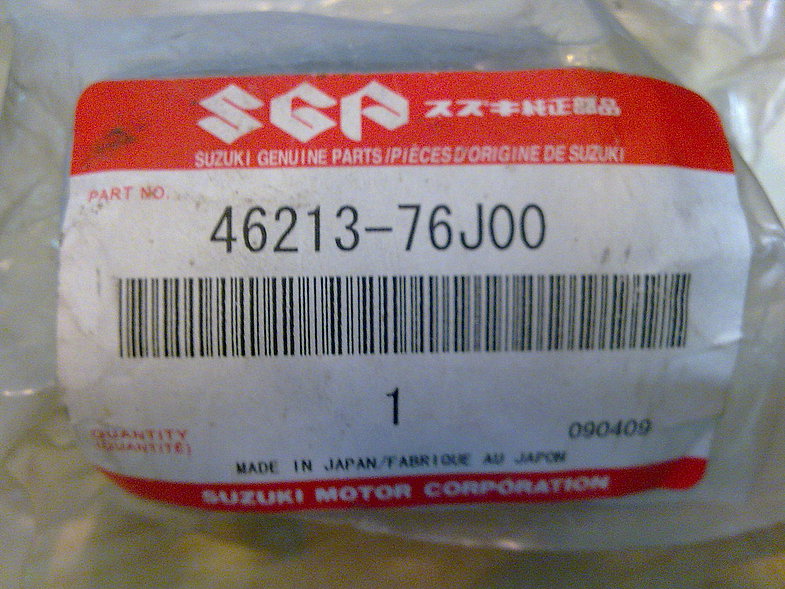 SGP スズキ純正部品
SUZUKI GENUINE PARTS/PIÈCES D'ORIGINE DE SUZUKI
PART NO.
46213-76J00
1
QUANTITY
(QUANTITÉ)
090409
MADE IN JAPAN/FABRIQUE AU JAPON
SUZUKI MOTOR CORPORATION